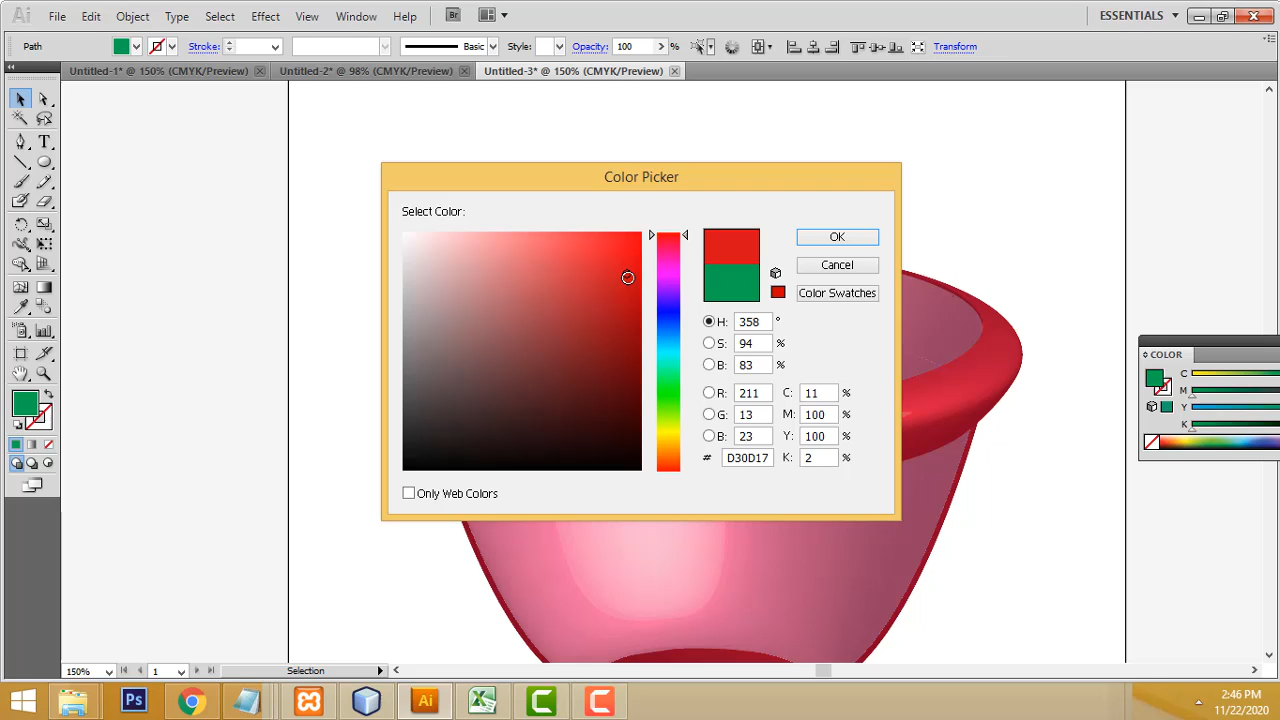 Ai File Edit Object Type Select Effect View Window Help Br ESSENTIALS
Path Stroke: Basic Style: Opacity: 100 % Transform
Untitled-1* @ 150% (CMYK/Preview) Untitled-2* @ 98% (CMYK/Preview) Untitled-3* @ 150% (CMYK/Preview)
T
Color Picker
Select Color:
OK
Cancel
Color Swatches
H: 358 °
S: 94 %
B: 83 %
R: 211 C: 11 %
G: 13 M: 100 %
B: 23 Y: 100 %
# D30D17 K: 2 %
Only Web Colors
COLOR
C
M
Y
K
150% 1 Selection
Ps Ai
2:46 PM
11/22/2020